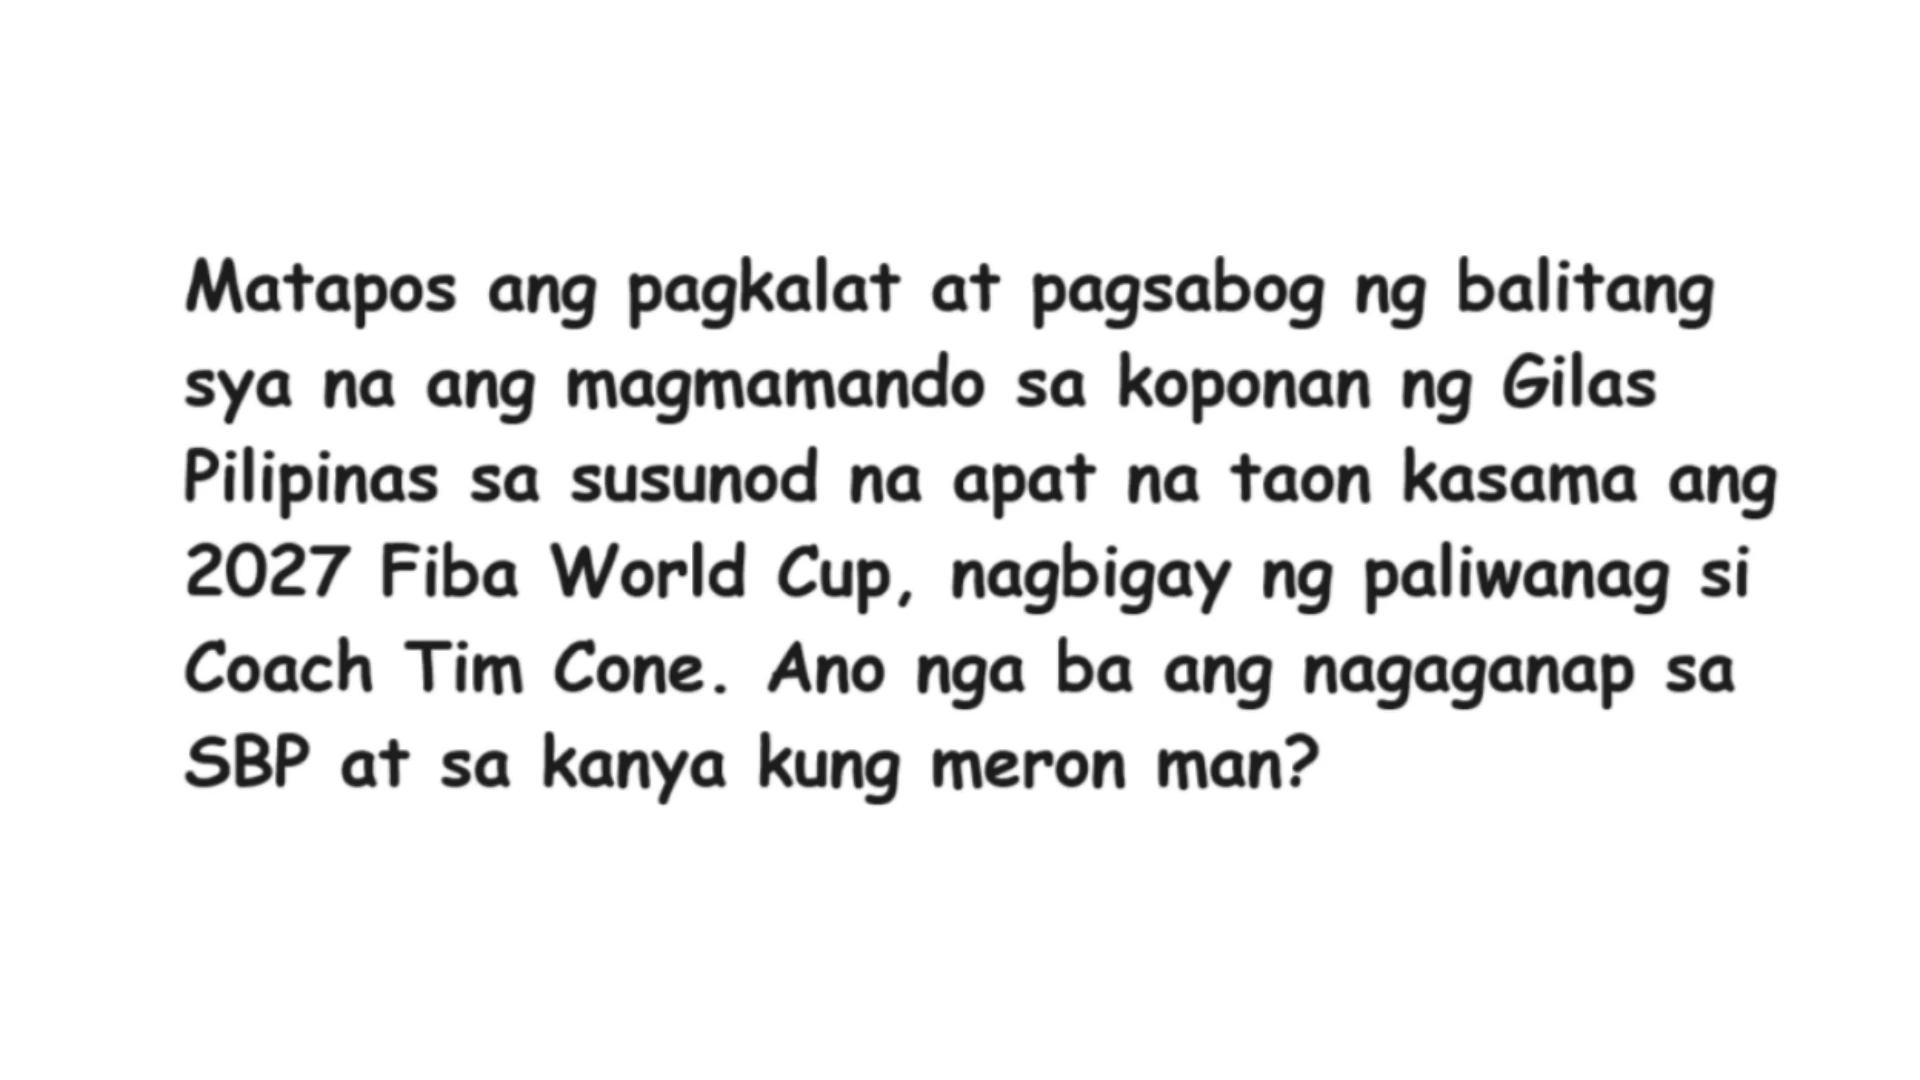 Matapos ang pagkalat at pagsabog ng balitang
sya na ang magmamando sa koponan ng Gilas
Pilipinas sa susunod na apat na taon kasama ang
2027 Fiba World Cup, nagbigay ng paliwanag si
Coach Tim Cone. Ano nga ba ang nagaganap sa
SBP at sa kanya kung meron man?